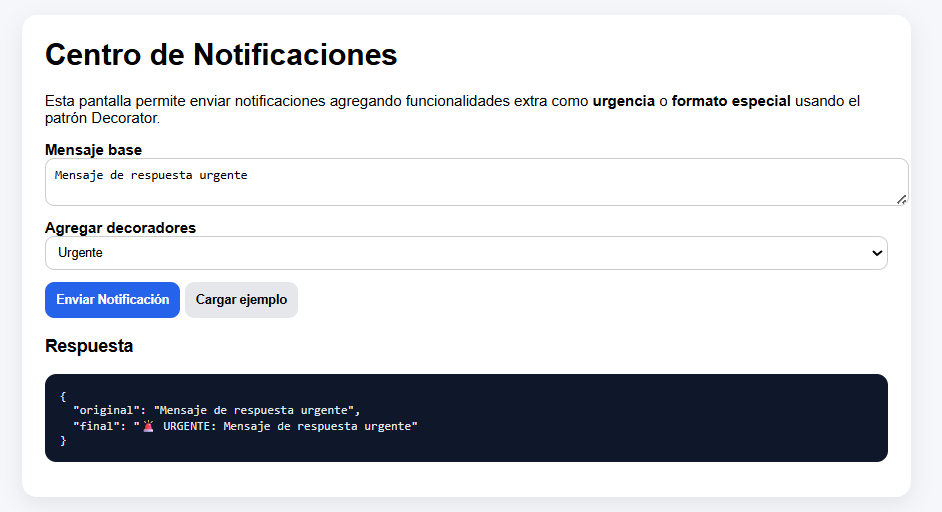 Centro de Notificaciones
Esta pantalla permite enviar notificaciones agregando funcionalidades extra como urgencia o formato especial usando el
patrón Decorator.
Mensaje base
Mensaje de respuesta urgente
Agregar decoradores
Urgente
Enviar Notificación Cargar ejemplo
Respuesta
{
"original": "Mensaje de respuesta urgente",
"final": "🚨 URGENTE: Mensaje de respuesta urgente"
}